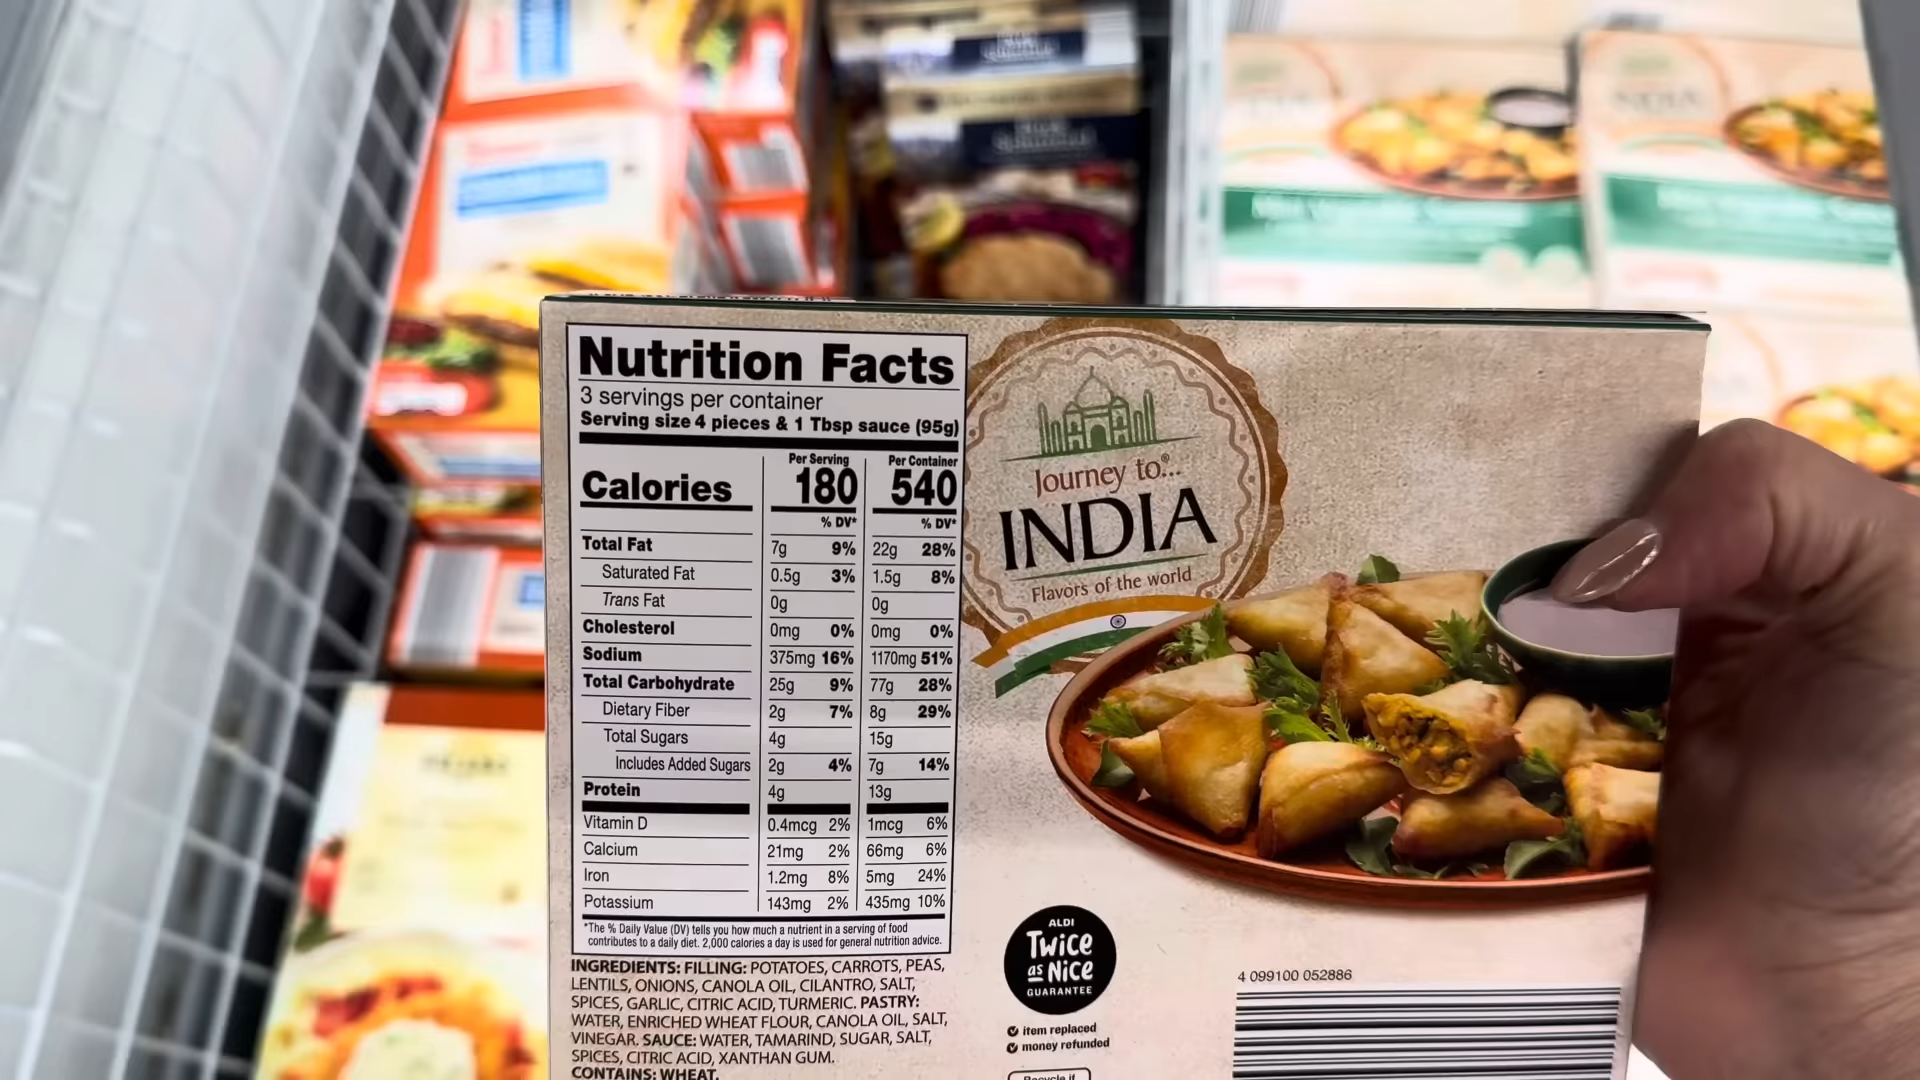 Nutrition Facts
3 servings per container
Serving size 4 pieces & 1 Tbsp sauce (95g)
Per Serving Per Container
Calories 180 540
% DV* % DV*
Total Fat 7g 9% 22g 28%
Saturated Fat 0.5g 3% 1.5g 8%
Trans Fat 0g 0g
Cholesterol 0mg 0% 0mg 0%
Sodium 375mg 16% 1170mg 51%
Total Carbohydrate 25g 9% 77g 28%
Dietary Fiber 2g 7% 8g 29%
Total Sugars 4g 15g
Includes Added Sugars 2g 4% 7g 14%
Protein 4g 13g
Vitamin D 0.4mcg 2% 1mcg 6%
Calcium 21mg 2% 66mg 6%
Iron 1.2mg 8% 5mg 24%
Potassium 143mg 2% 435mg 10%
*The % Daily Value (DV) tells you how much a nutrient in a serving of food
contributes to a daily diet. 2,000 calories a day is used for general nutrition advice.
INGREDIENTS: FILLING: POTATOES, CARROTS, PEAS,
LENTILS, ONIONS, CANOLA OIL, CILANTRO, SALT,
SPICES, GARLIC, CITRIC ACID, TURMERIC. PASTRY:
WATER, ENRICHED WHEAT FLOUR, CANOLA OIL, SALT,
VINEGAR. SAUCE: WATER, TAMARIND, SUGAR, SALT,
SPICES, CITRIC ACID, XANTHAN GUM.
CONTAINS: WHEAT.
Journey to®...
INDIA
Flavors of the world
ALDI
Twice
as Nice
GUARANTEE
item replaced
money refunded
Recycle if
4 099100 052886